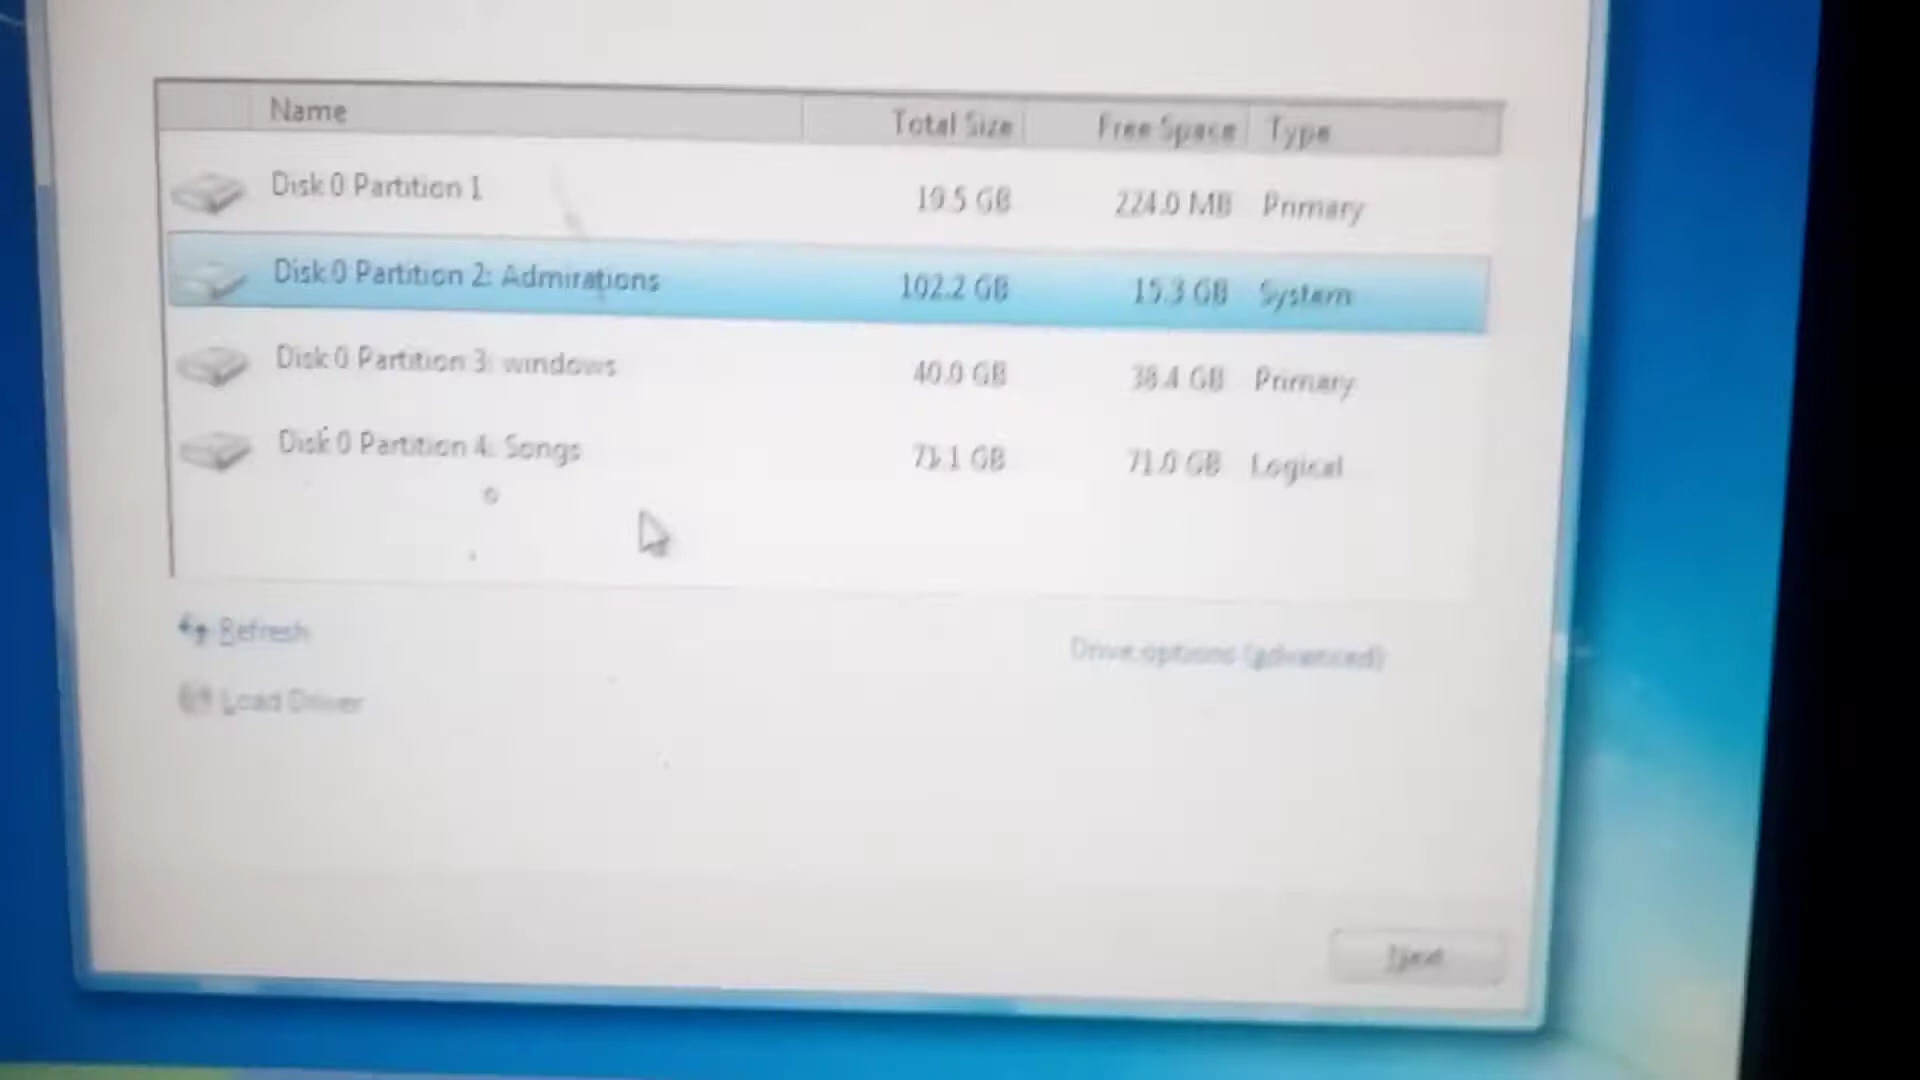 Name Total Size Free Space Type
Disk 0 Partition 1 19.5 GB 224.0 MB Primary
Disk 0 Partition 2: Admirations 102.2 GB 15.3 GB System
Disk 0 Partition 3: windows 40.0 GB 38.4 GB Primary
Disk 0 Partition 4: Songs 71.1 GB 71.0 GB Logical
Refresh Drive options (advanced)
Load Driver
Next